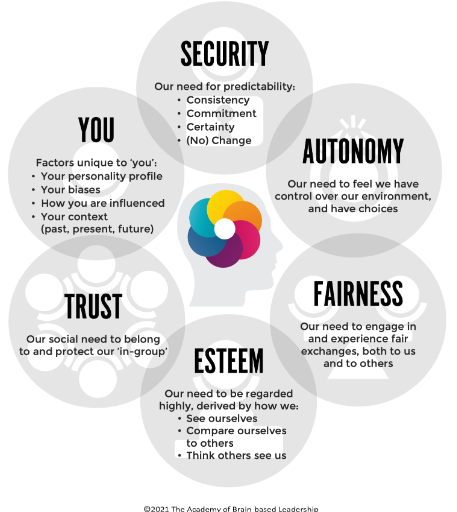 SECURITY
Our need for predictability:
• Consistency
• Commitment
• Certainty
• (No) Change
AUTONOMY
Our need to feel we have
control over our environment,
and have choices
FAIRNESS
Our need to engage in
and experience fair
exchanges, both to us
and to others
ESTEEM
Our need to be regarded
highly, derived by how we:
• See ourselves
• Compare ourselves
to others
• Think others see us
TRUST
Our social need to belong
to and protect our ‘in-group’
YOU
Factors unique to ‘you’:
• Your personality profile
• Your biases
• How you are influenced
• Your context
(past, present, future)
©2021 The Academy of Brain-based Leadership